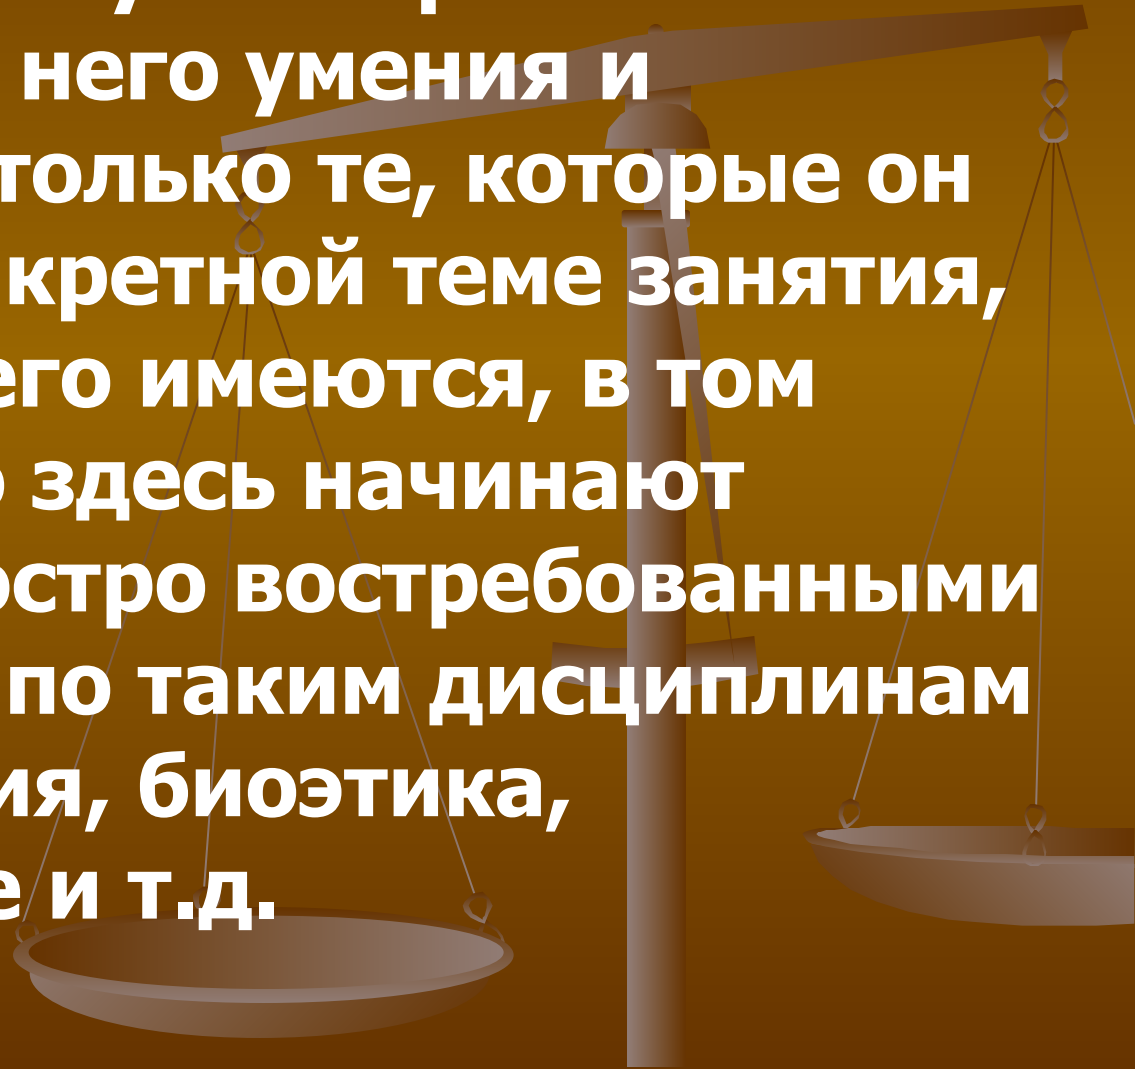 него умения и
только те, которые он
кретной теме занятия,
его имеются, в том
здесь начинают
остро востребованными
по таким дисциплинам
ия, биоэтика,
е и т.д.